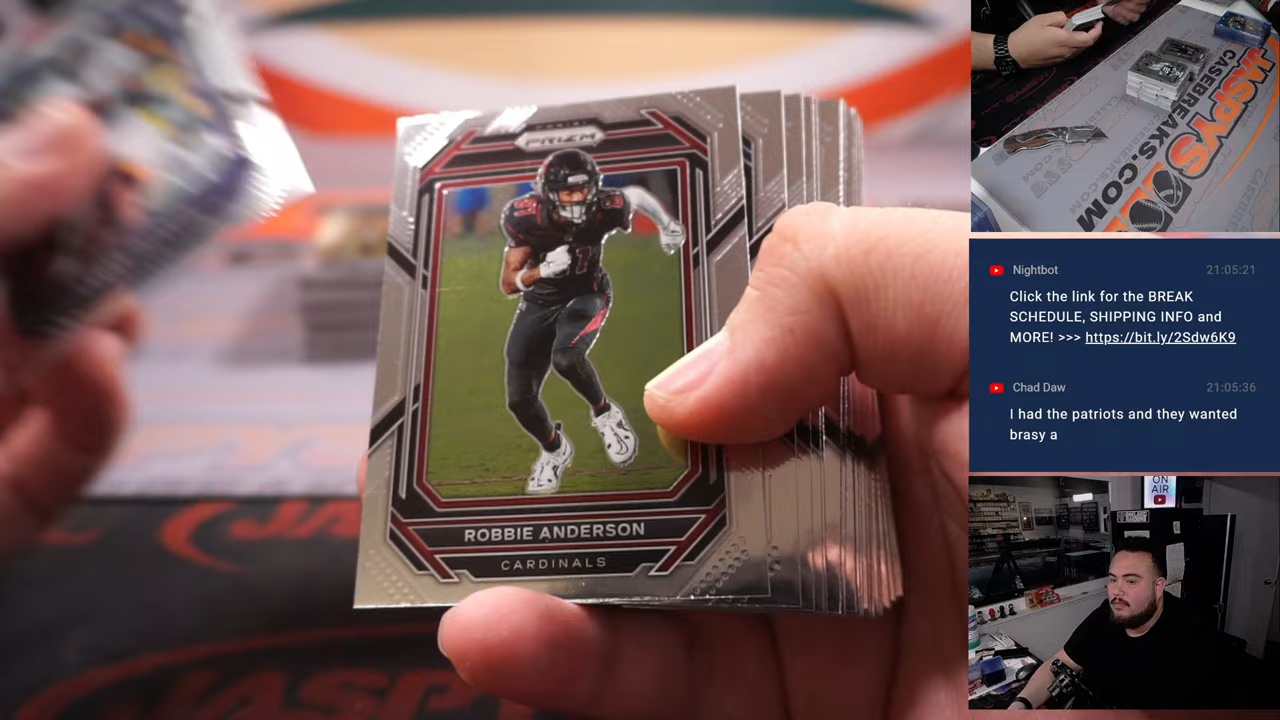 PRIZM
81
ROBBIE ANDERSON
CARDINALS
JASPYS
CASEBREAKS.COM
Nightbot
21:05:21
Click the link for the BREAK
SCHEDULE, SHIPPING INFO and
MORE! >>> https://bit.ly/2Sdw6K9
Chad Daw
21:05:36
I had the patriots and they wanted
brasy a
ON
AIR